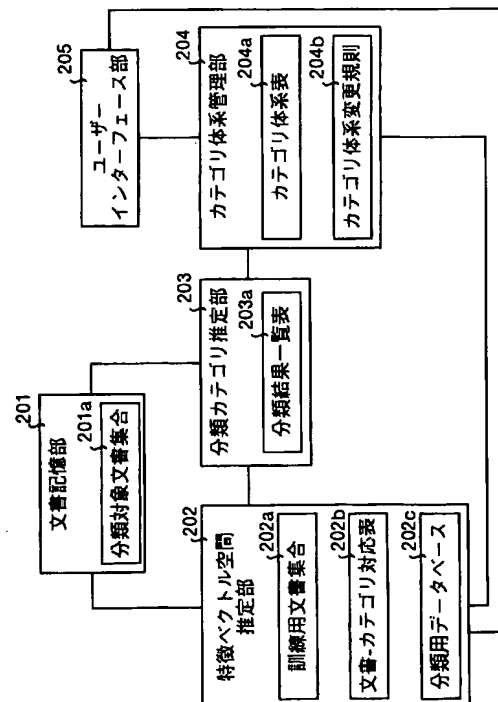 201
文書記憶部
201a
分類対象文書集合
205
ユーザー
インターフェース部
202
特徴ベクトル空間
推定部
202a
訓練用文書集合
202b
文書-カテゴリ対応表
202c
分類用データベース
203
分類カテゴリ推定部
203a
分類結果一覧表
204
カテゴリ体系管理部
204a
カテゴリ体系表
204b
カテゴリ体系変更規則